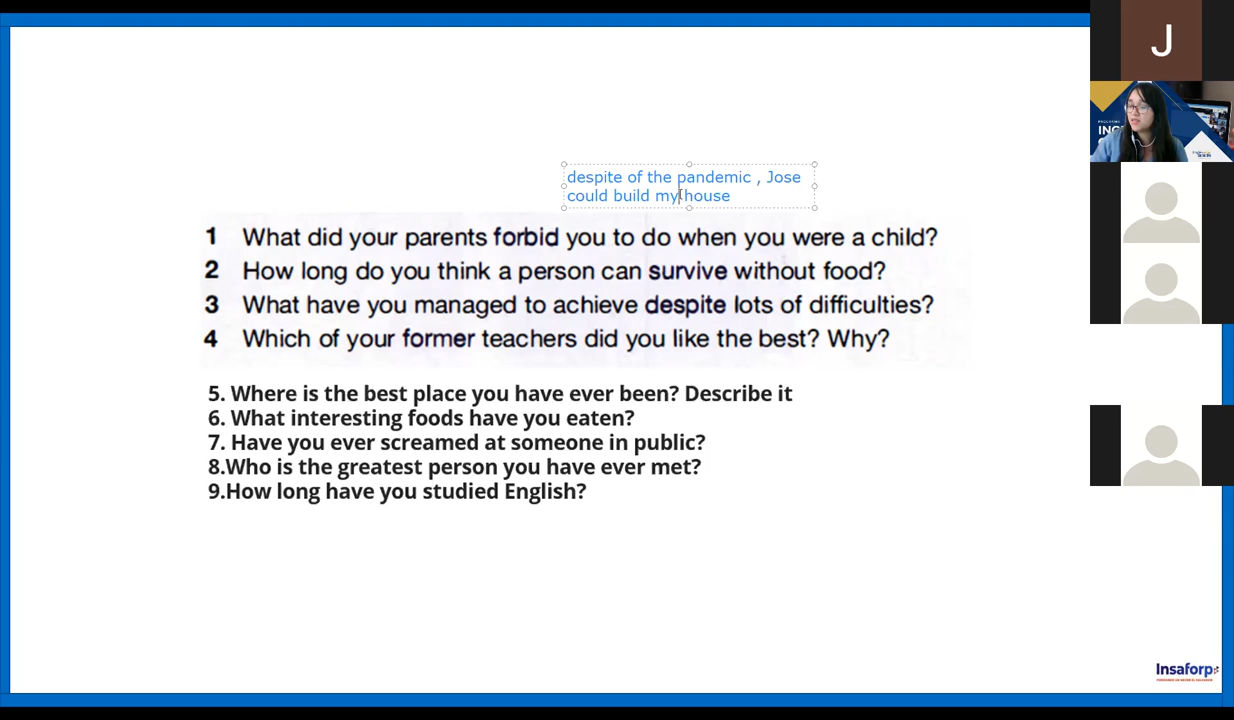 J
despite of the pandemic , Jose
could build my house
1 What did your parents forbid you to do when you were a child?
2 How long do you think a person can survive without food?
3 What have you managed to achieve despite lots of difficulties?
4 Which of your former teachers did you like the best? Why?
5. Where is the best place you have ever been? Describe it
6. What interesting foods have you eaten?
7. Have you ever screamed at someone in public?
8.Who is the greatest person you have ever met?
9.How long have you studied English?
Insaforp